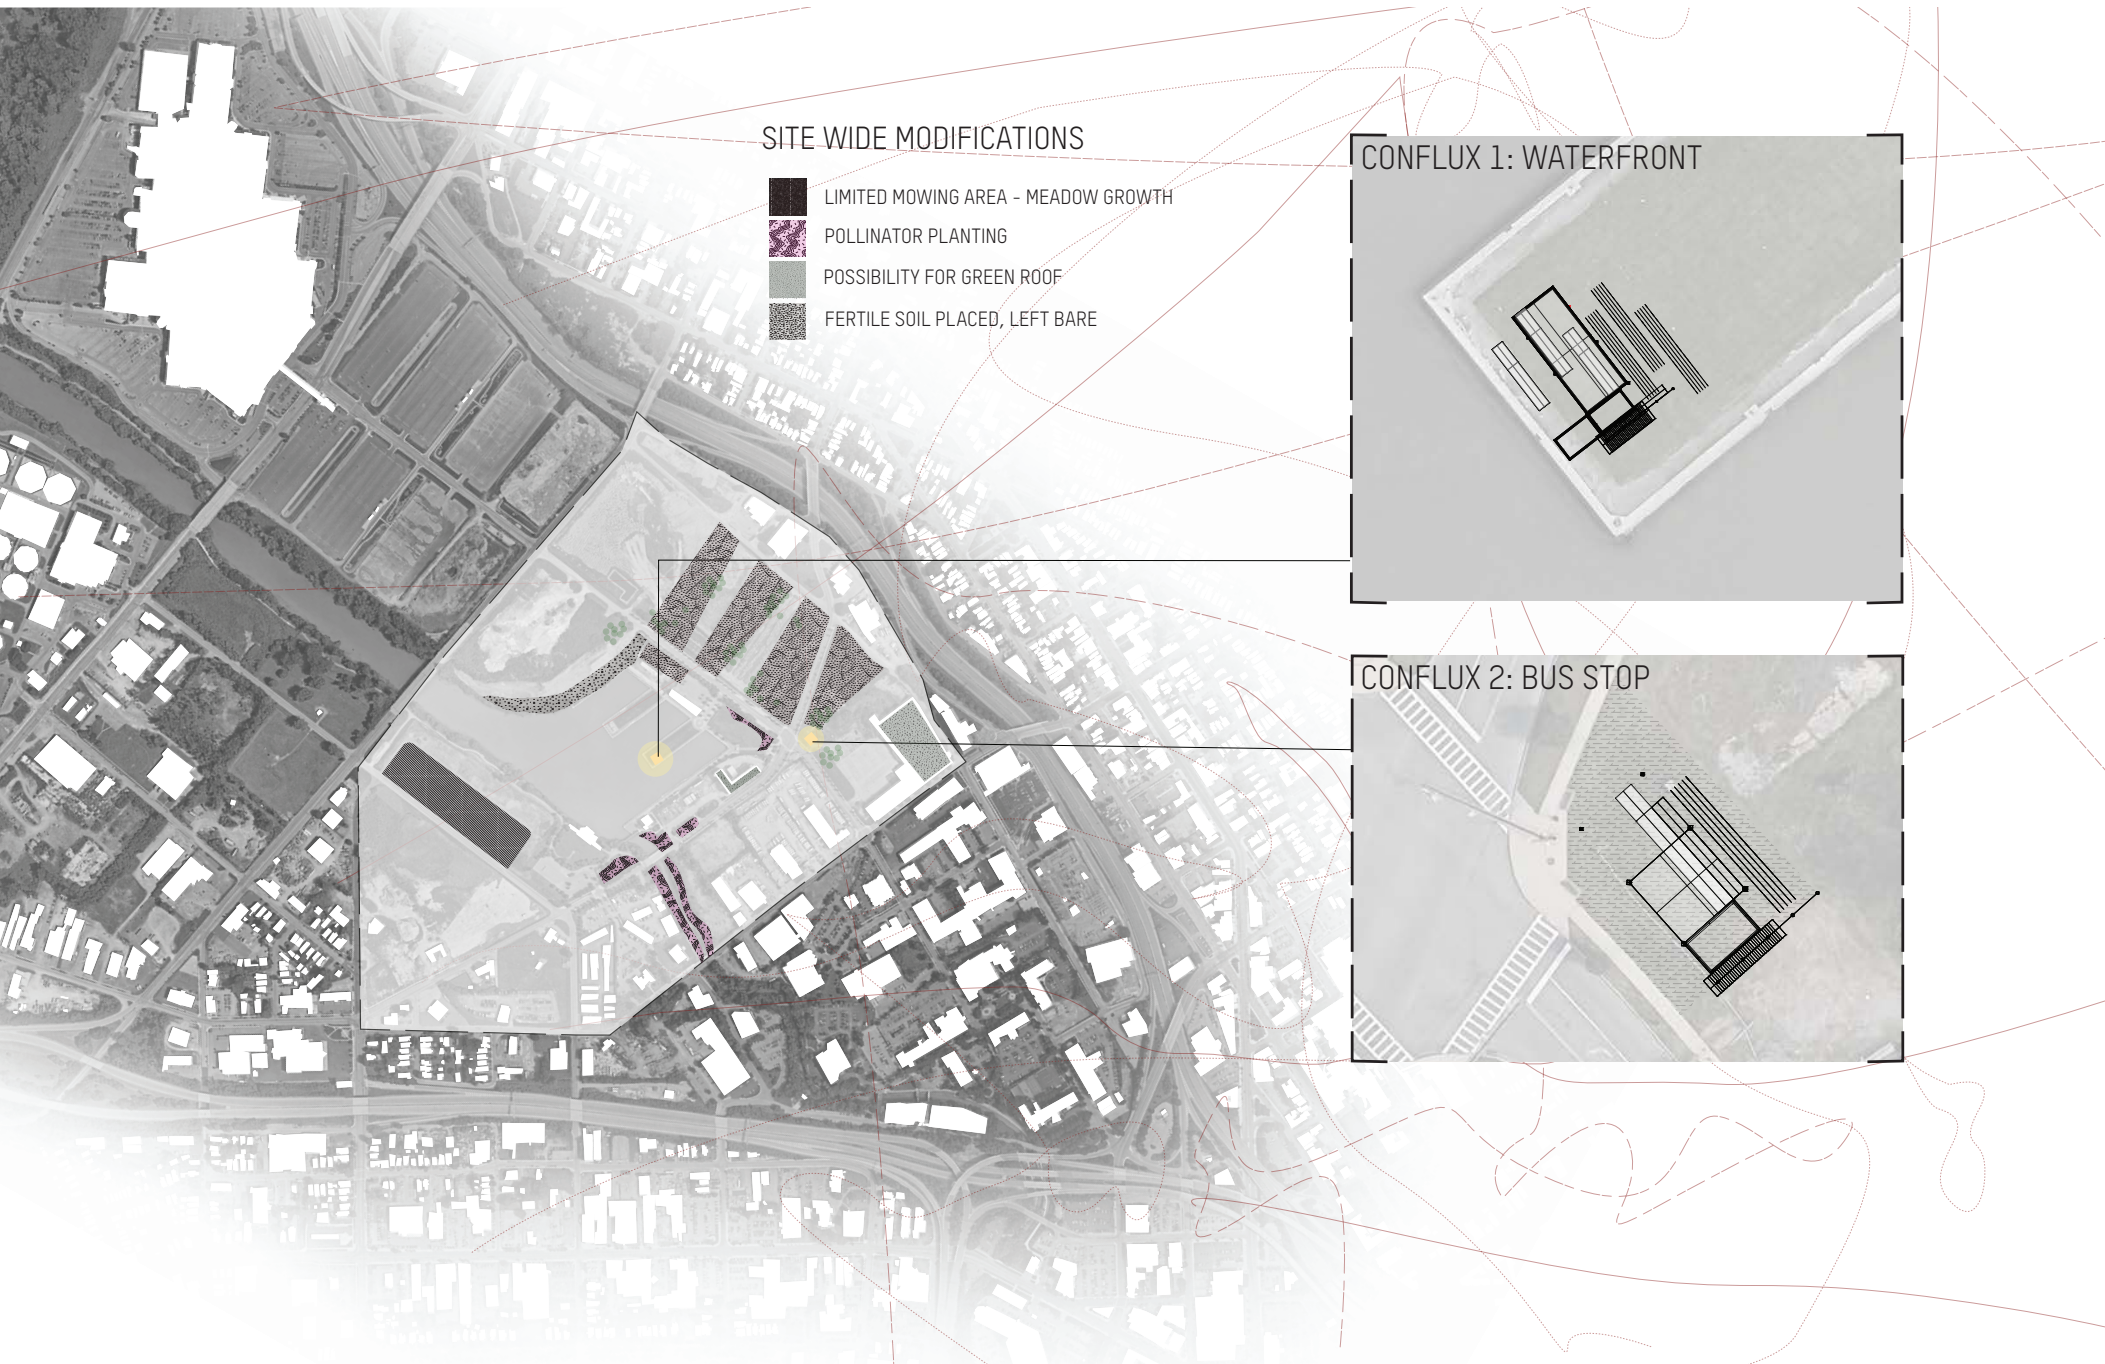 SITE WIDE MODIFICATIONS
LIMITED MOWING AREA - MEADOW GROWTH
POLLINATOR PLANTING
POSSIBILITY FOR GREEN ROOF
FERTILE SOIL PLACED, LEFT BARE
CONFLUX 1: WATERFRONT
CONFLUX 2: BUS STOP